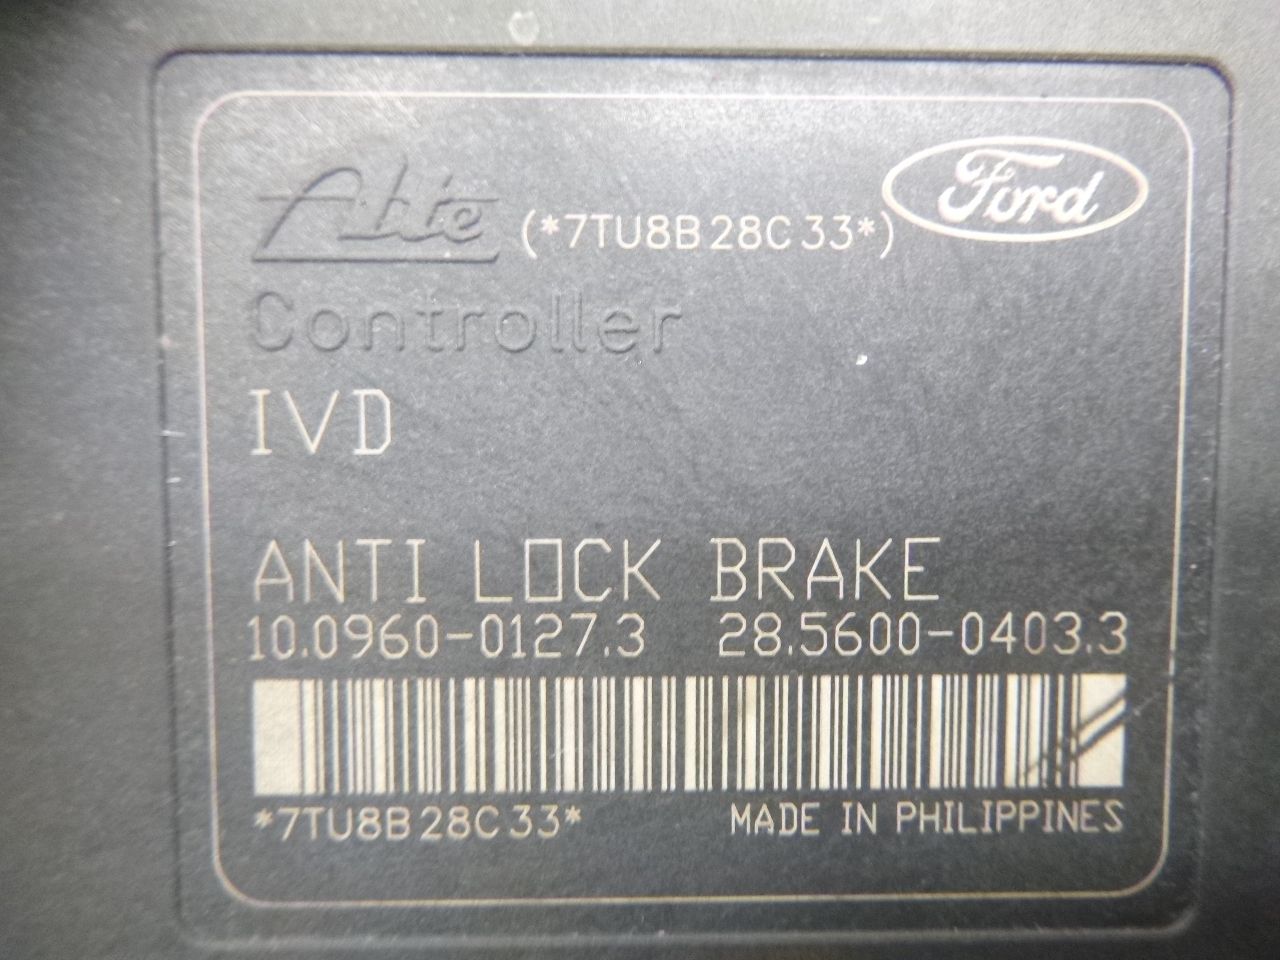 Ate (*7TU8B28C33*) Ford
Controller
IVD
ANTI LOCK BRAKE
10.0960-0127.3 28.5600-0403.3
*7TU8B28C33* MADE IN PHILIPPINES